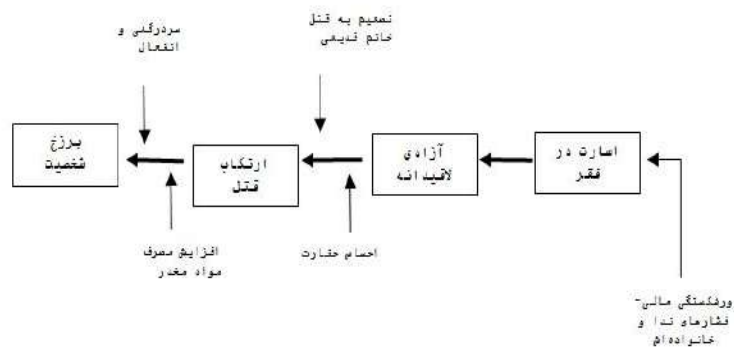 سردرگمی و
انفعال
تصمیم به قتل
خانم قدیمی
برزخ
شخصیت
ارتکاب
قتل
آزادی
لاقیدانه
اسارت در
فقر
افزایش مصرف
مواد مخدر
احساس حقارت
ورشکستگی مالی-
فشارهای ندا و
خانواده‌اش